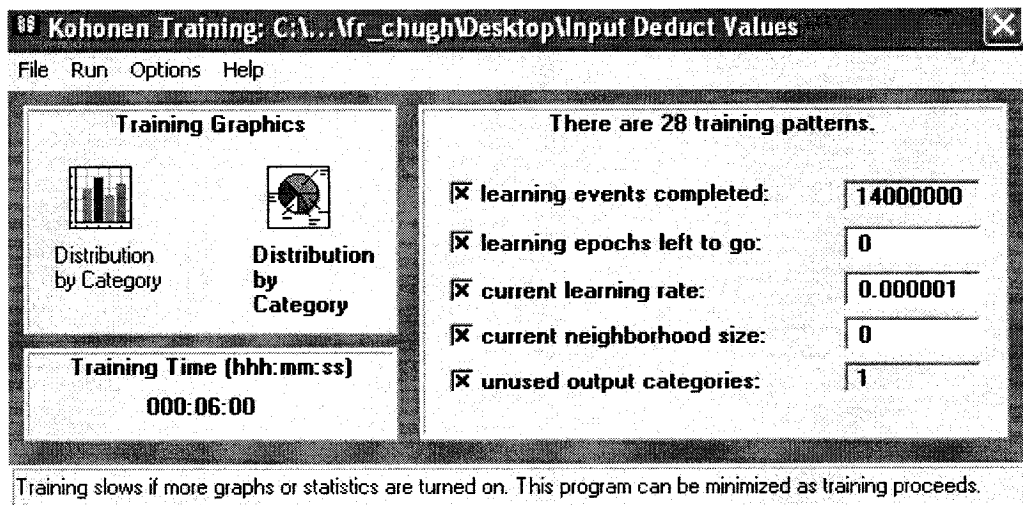 Kohonen Training: C:\...\fr_chugh\Desktop\Input Deduct Values
File Run Options Help
Training Graphics
Distribution
by Category
Distribution
by
Category
Training Time (hhh:mm:ss)
000:06:00
There are 28 training patterns.
learning events completed: 14000000
learning epochs left to go: 0
current learning rate: 0.000001
current neighborhood size: 0
unused output categories: 1
Training slows if more graphs or statistics are turned on. This program can be minimized as training proceeds.